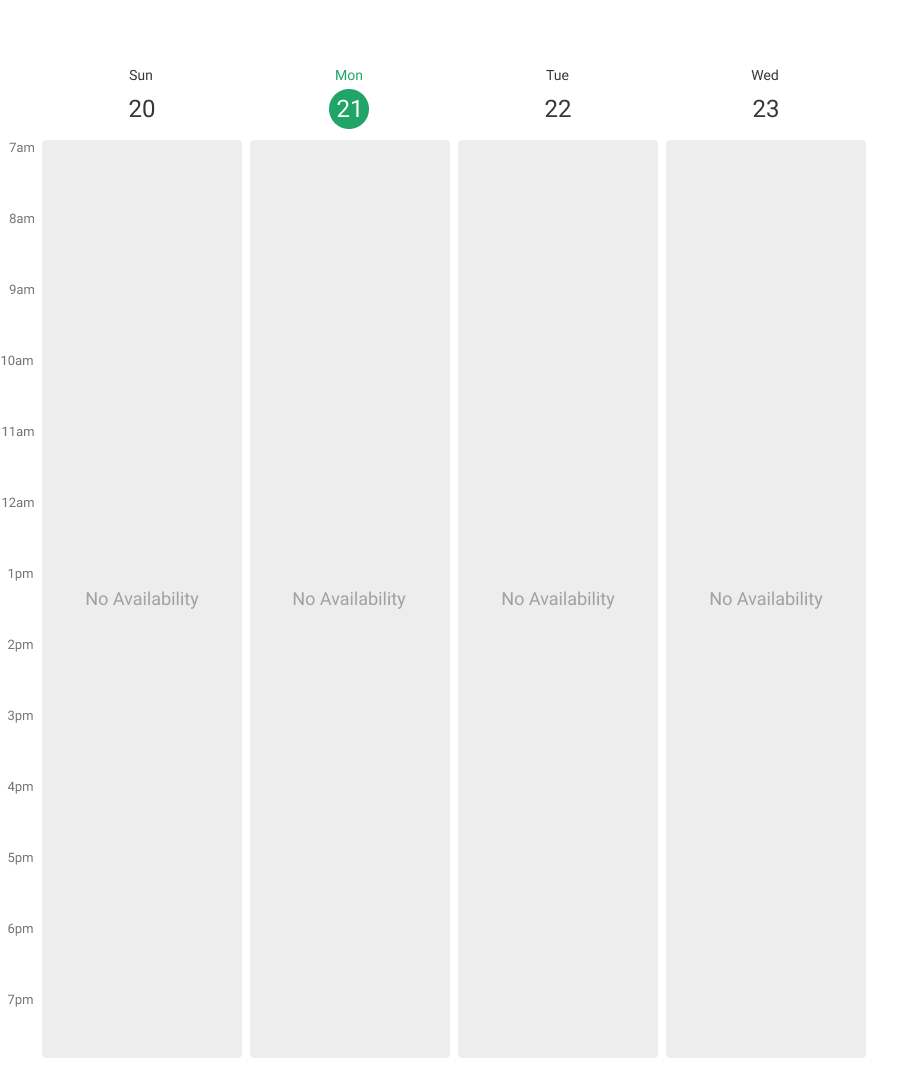 Sun Mon Tue Wed
20 21 22 23
7am
8am
9am
10am
11am
12am
1pm
No Availability No Availability No Availability No Availability
2pm
3pm
4pm
5pm
6pm
7pm